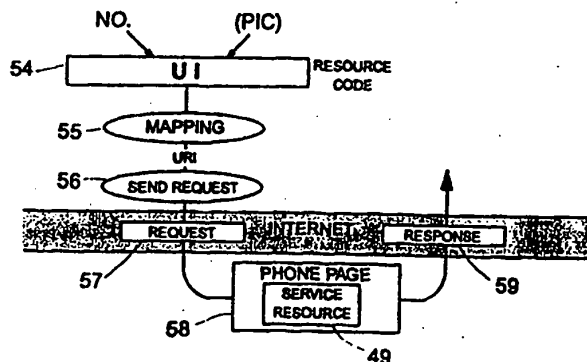 NO. (PIC)
54 UI RESOURCE
CODE
55 MAPPING
URI
56 SEND REQUEST
REQUEST INTERNET RESPONSE
57 PHONE PAGE 59
58 SERVICE
RESOURCE
49